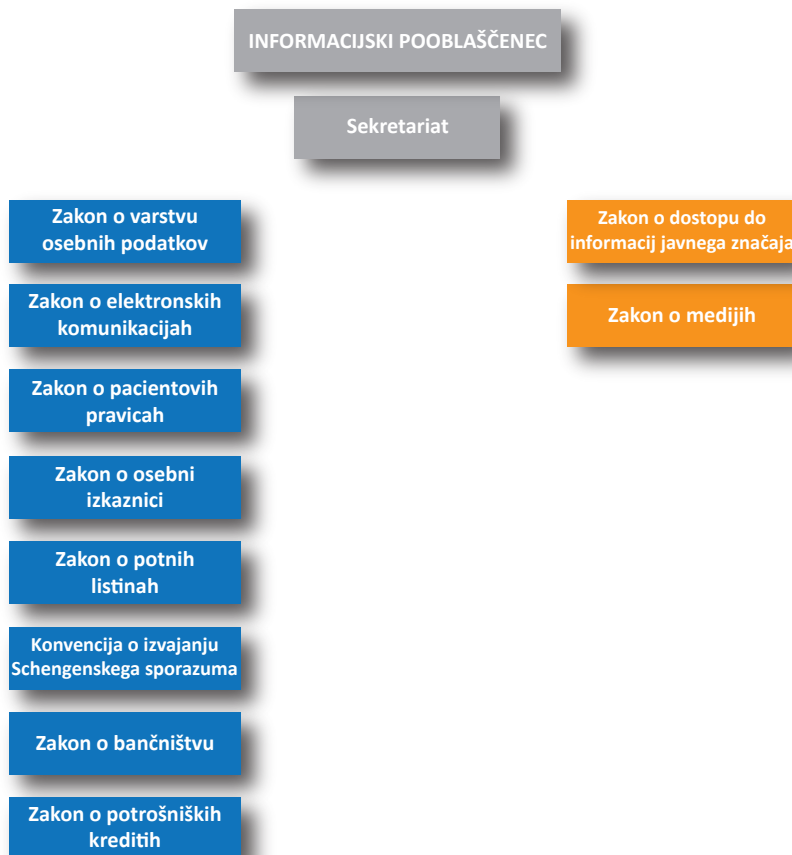 INFORMACIJSKI POOBLAŠČENEC
Sekretariat
Zakon o varstvu
osebnih podatkov
Zakon o elektronskih
komunikacijah
Zakon o pacientovih
pravicah
Zakon o osebni
izkaznici
Zakon o potnih
listinah
Konvencija o izvajanju
Schengenskega sporazuma
Zakon o bančništvu
Zakon o potrošniških
kreditih
Zakon o dostopu do
informacij javnega značaja
Zakon o medijih